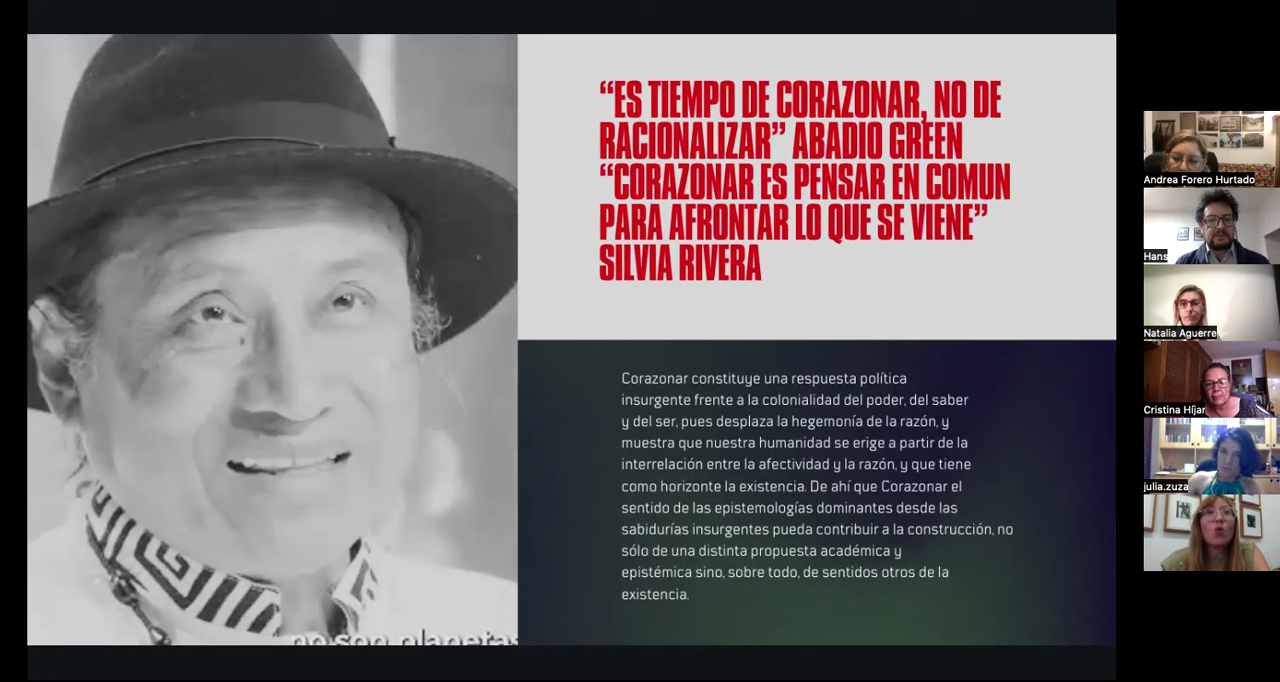 “ES TIEMPO DE CORAZONAR, NO DE
RACIONALIZAR” ABADIO GREEN
“CORAZONAR ES PENSAR EN COMUN
PARA AFRONTAR LO QUE SE VIENE”
SILVIA RIVERA
Corazonar constituye una respuesta política
insurgente frente a la colonialidad del poder, del saber
y del ser, pues desplaza la hegemonía de la razón, y
muestra que nuestra humanidad se erige a partir de la
interrelación entre la afectividad y la razón, y que tiene
como horizonte la existencia. De ahí que Corazonar el
sentido de las epistemologías dominantes desde las
sabidurías insurgentes pueda contribuir a la construcción, no
sólo de una distinta propuesta académica y
epistémica sino, sobre todo, de sentidos otros de la
existencia.
no son planetas
Andrea Forero Hurtado
Hans
Natalia Aguerre
Cristina Híjar
julia.zuza